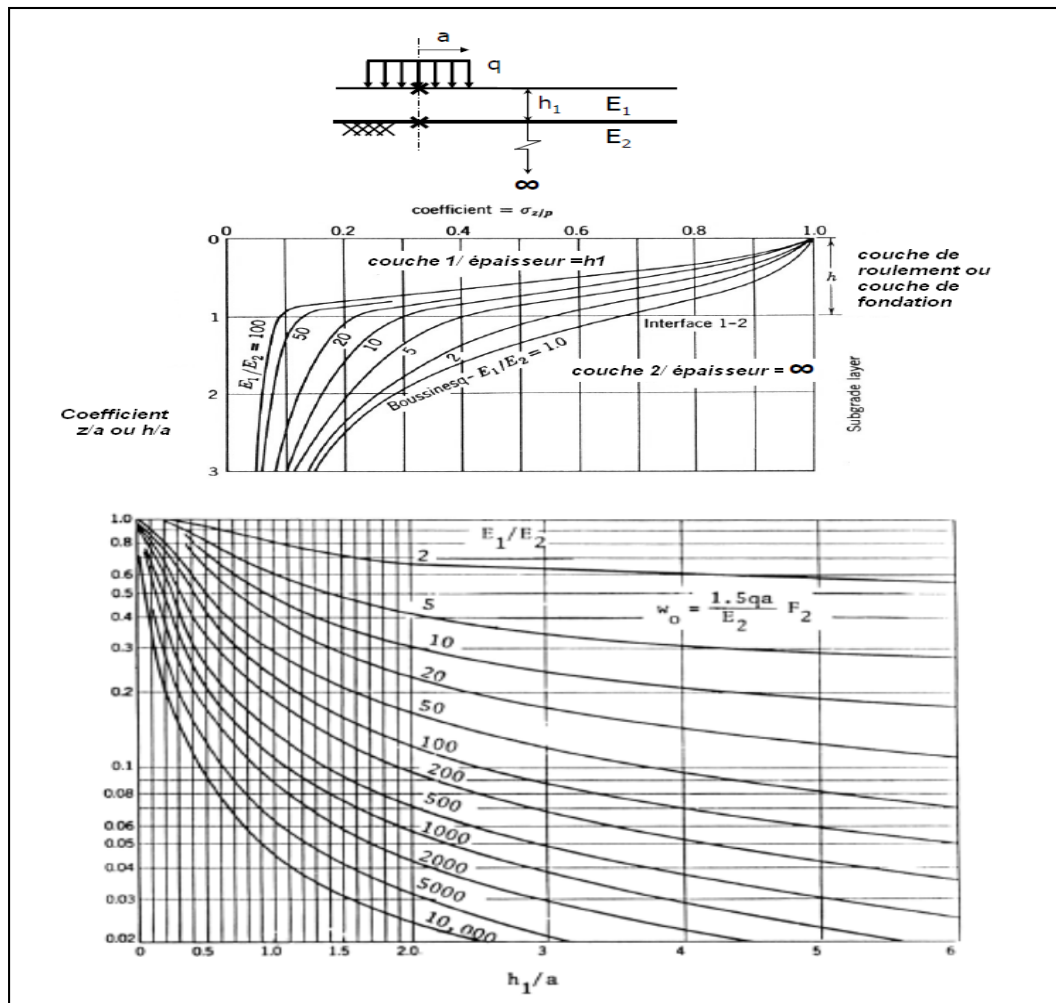 a
q
h₁
E₁
E₂
∞
coefficient = σz/p
0 0.2 0.4 0.6 0.8 1.0
0
couche 1/ épaisseur =h1
couche de
roulement ou
couche de
fondation
h
1
Interface 1-2
E₁/E₂ = 100
50
20
10
5
2
Boussinesq - E₁/E₂ = 1.0
couche 2/ épaisseur = ∞
Subgrade layer
2
Coefficient
z/a ou h/a
3
1.0
0.8
0.6
0.5
0.4
0.3
0.2
0.1
0.08
0.06
0.05
0.04
0.03
0.02
E₁/E₂
2
5
w₀ = 1.5qa/E₂ F₂
10
20
50
100
200
500
1000
2000
5000
10,000
0 0.5 1.0 1.5 2.0 3 4 5 6
h₁/a